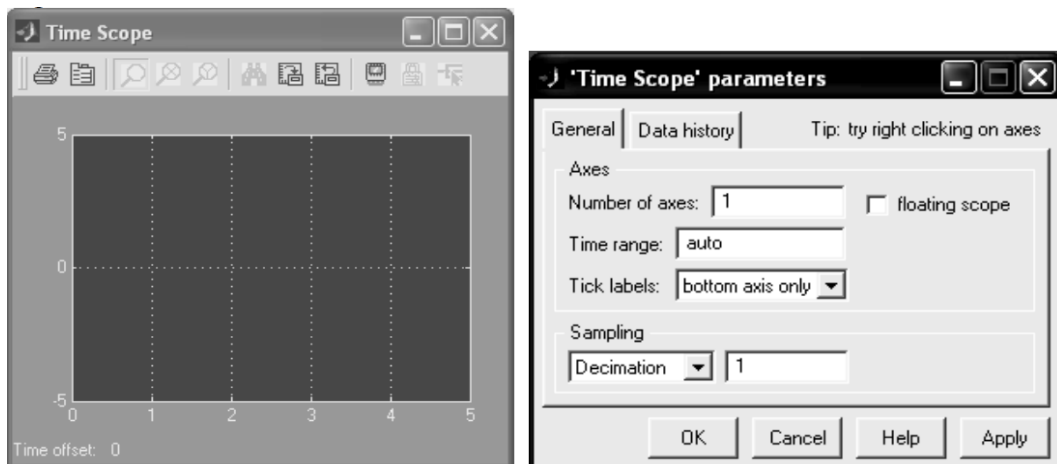 Time Scope
5
0
-5
0 1 2 3 4 5
Time offset: 0
'Time Scope' parameters
General Data history Tip: try right clicking on axes
Axes
Number of axes: 1 floating scope
Time range: auto
Tick labels: bottom axis only
Sampling
Decimation 1
OK Cancel Help Apply